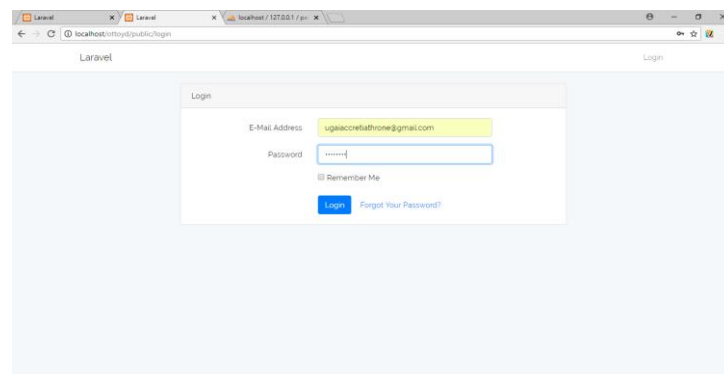 Laravel
Laravel
localhost / 127.0.0.1 / p
localhost/ottoyd/public/login
Laravel
Login
Login
E-Mail Address
ugaiaccretiathrone@gmail.com
Password
Remember Me
Login
Forgot Your Password?